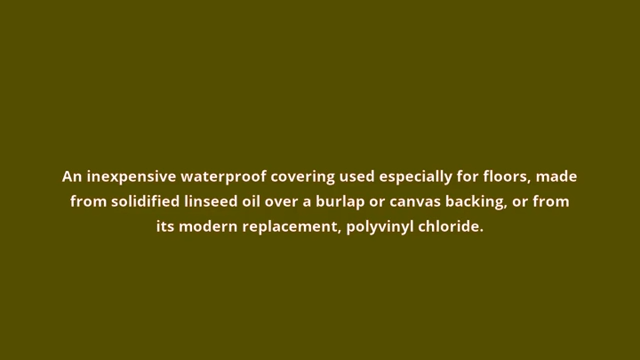 An inexpensive waterproof covering used especially for floors, made
from solidified linseed oil over a burlap or canvas backing, or from
its modern replacement, polyvinyl chloride.